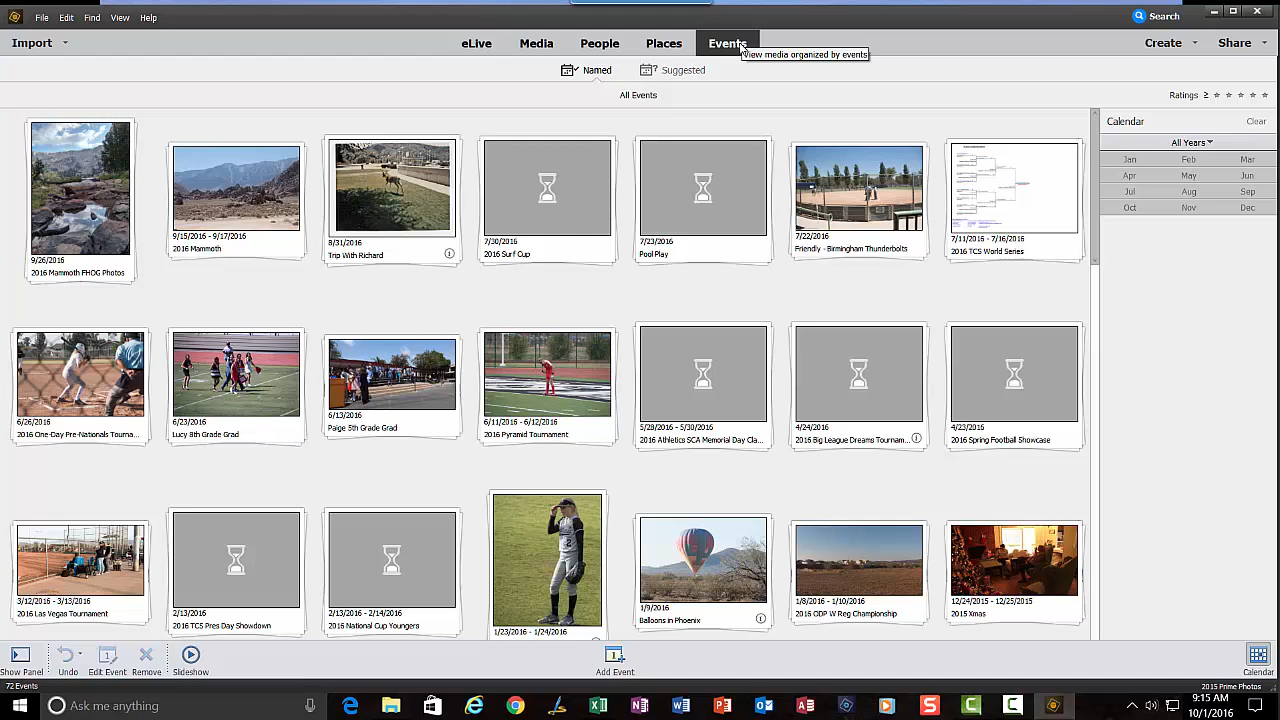 File Edit Find View Help
Search
Import
eLive Media People Places Events
Create Share
View media organized by events
Named Suggested
All Events
Ratings ≥
Calendar Clear
All Years
Jan Feb Mar
Apr May Jun
Jul Aug Sep
Oct Nov Dec
9/26/2016
2016 Mammoth FHOG Photos
9/15/2016 - 9/17/2016
2016 Mammoth
8/31/2016
Trip With Richard
7/30/2016
2016 Surf Cup
7/23/2016
Pool Play
7/22/2016
Friendly - Birmingham Thunderbolts
7/11/2016 - 7/16/2016
2016 TCS World Series
6/26/2016
2016 One-Day Pre-Nationals Tourna...
6/23/2016
Lucy 8th Grade Grad
6/13/2016
Paige 5th Grade Grad
6/11/2016 - 6/12/2016
2016 Pyramid Tournament
5/28/2016 - 5/30/2016
2016 Athletics SCA Memorial Day Cla...
4/24/2016
2016 Big League Dreams Tournam...
4/23/2016
2016 Spring Football Showcase
3/12/2016 - 3/13/2016
2016 Las Vegas Tournament
2/13/2016
2016 TCS Pres Day Showdown
2/13/2016 - 2/14/2016
2016 National Cup Youngers
1/23/2016 - 1/24/2016
1/9/2016
Balloons in Phoenix
1/8/2016 - 1/10/2016
2016 ODP W Reg Championship
12/24/2015 - 12/25/2015
2015 Xmas
Show Panel Undo Edit Event Remove Slideshow Add Event Calendar
72 Events
2015 Prime Photos
Ask me anything
9:15 AM
10/1/2016